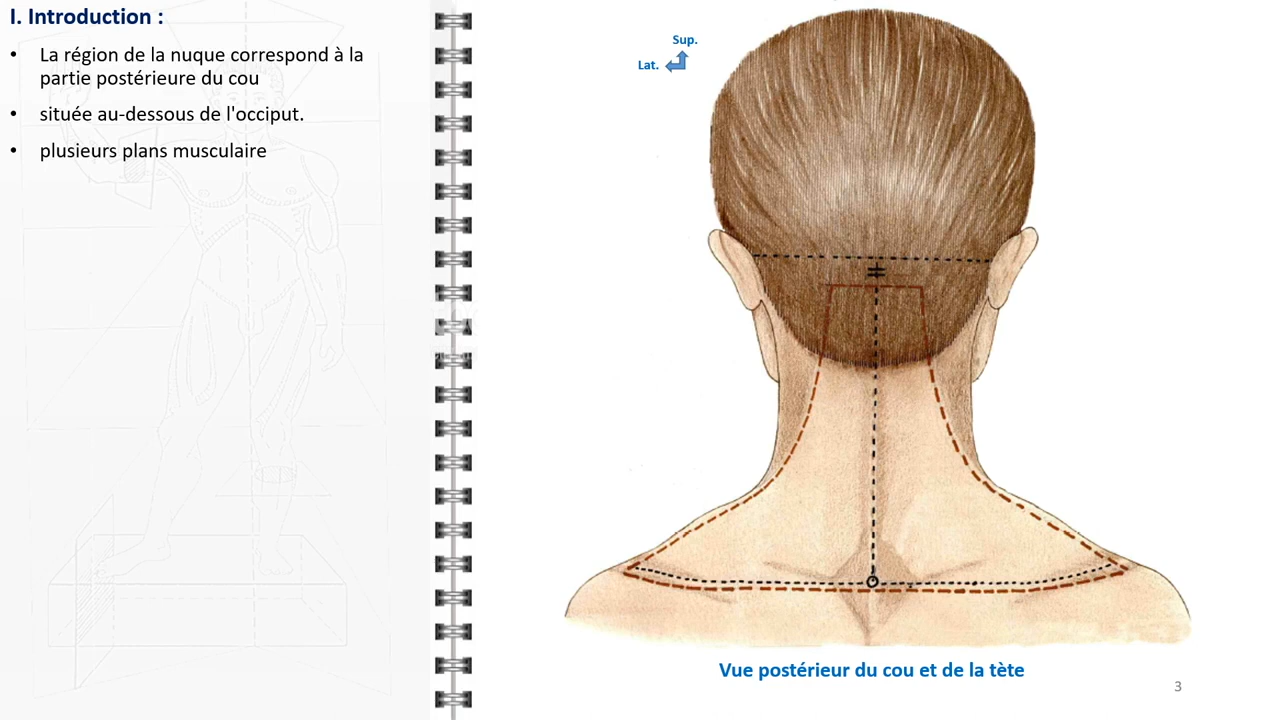 I. Introduction :
• La région de la nuque correspond à la
partie postérieure du cou
• située au-dessous de l'occiput.
• plusieurs plans musculaire
Sup.
Lat.
Vue postérieur du cou et de la tète
3